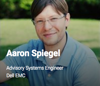 Aaron Spiegel
Advisory Systems Engineer
Dell EMC